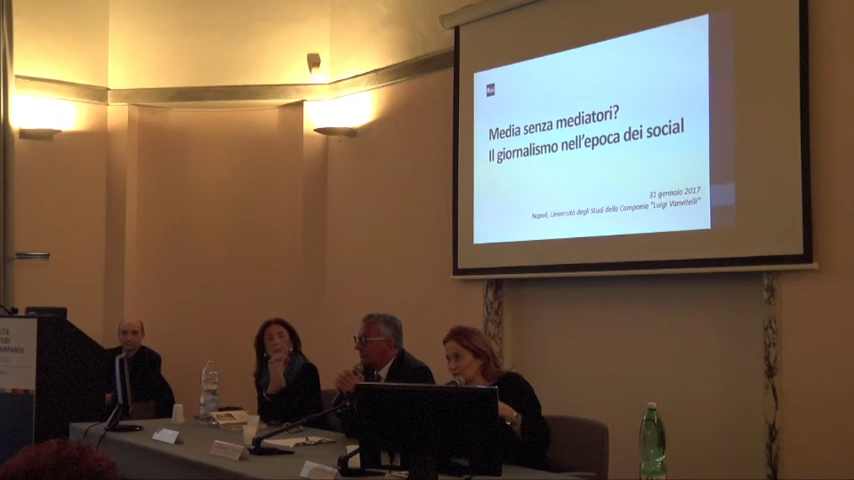 Rai
Media senza mediatori?
Il giornalismo nell'epoca dei social
31 gennaio 2017
Napoli, Università degli Studi della Campania "Luigi Vanvitelli"